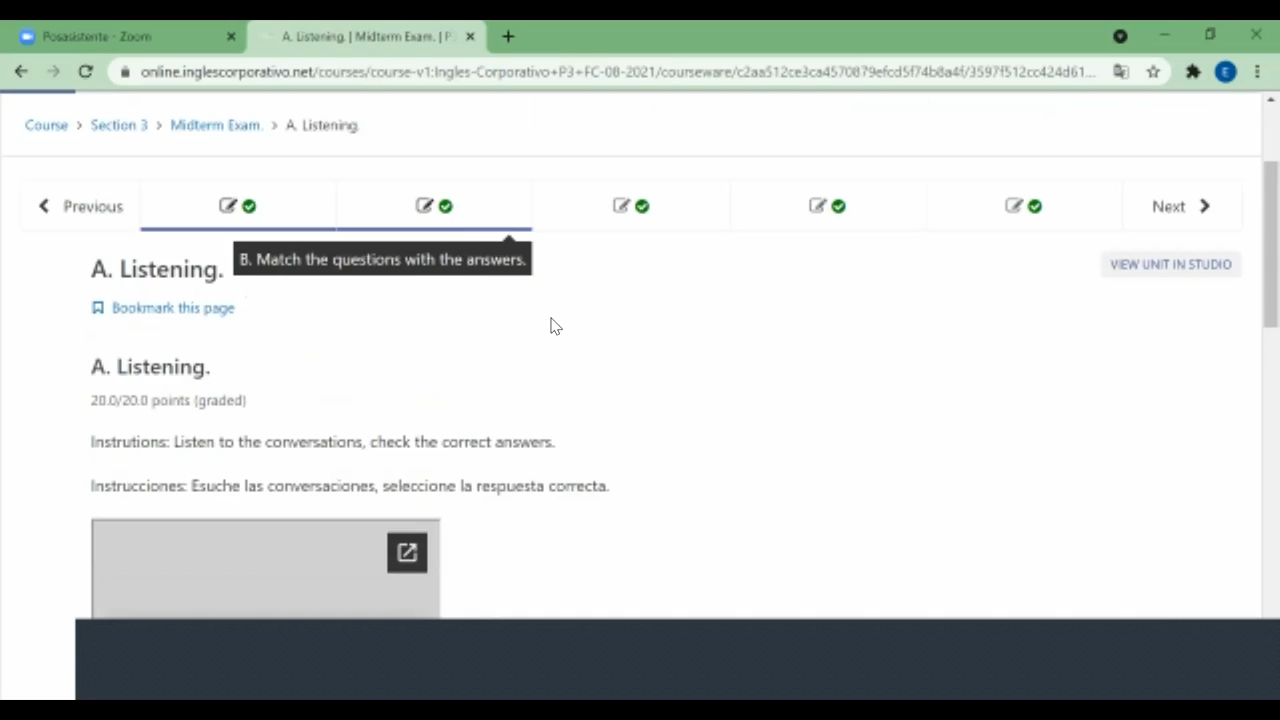 Posasistente - Zoom
A. Listening. | Midterm Exam. | P
online.inglescorporativo.net/courses/course-v1:Ingles-Corporativo+P3+FC-08-2021/courseware/c2aa512ce3ca4570879efcd5f74b8a4f/3597f512cc424d61...
E
Course > Section 3 > Midterm Exam. > A. Listening.
Previous
Next
B. Match the questions with the answers.
A. Listening.
VIEW UNIT IN STUDIO
Bookmark this page
A. Listening.
20.0/20.0 points (graded)
Instrutions: Listen to the conversations, check the correct answers.
Instrucciones: Esuche las conversaciones, seleccione la respuesta correcta.